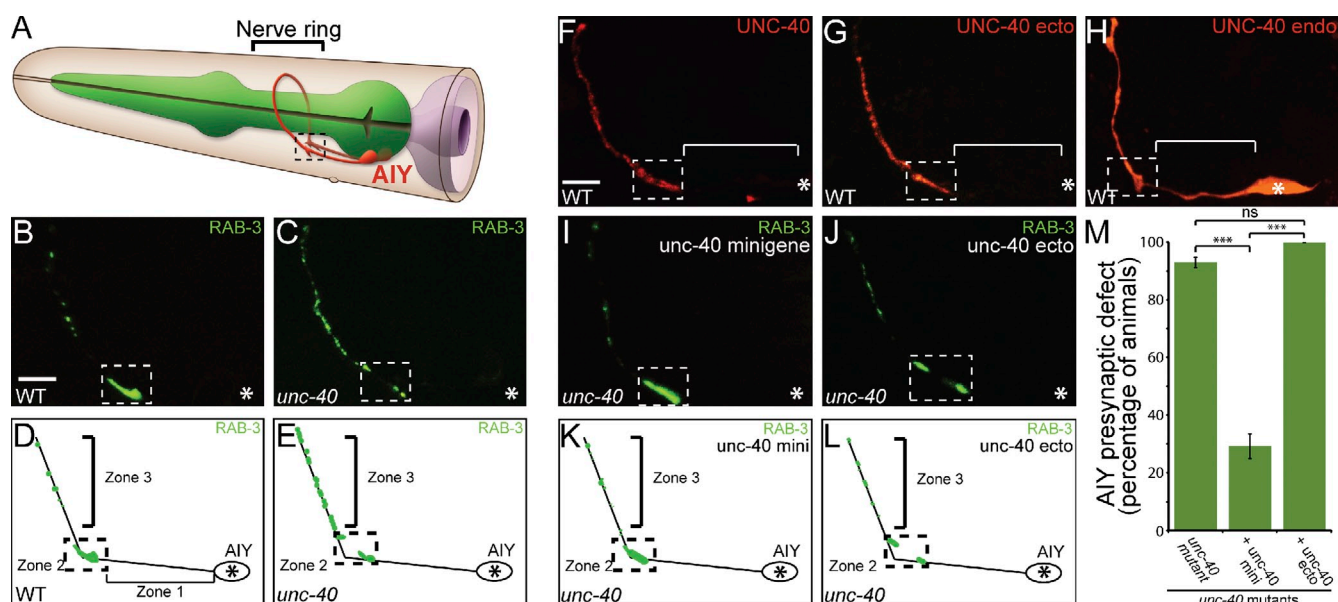 A
Nerve ring
AIY
B
RAB-3
WT
C
RAB-3
unc-40
*
*
D
RAB-3
Zone 3
Zone 2
Zone 1
AIY
*
WT
E
RAB-3
Zone 3
Zone 2
AIY
*
unc-40
F
UNC-40
WT
*
G
UNC-40 ecto
WT
*
H
UNC-40 endo
WT
*
I
RAB-3
unc-40 minigene
unc-40
*
J
RAB-3
unc-40 ecto
unc-40
*
K
RAB-3
unc-40 mini
Zone 3
Zone 2
AIY
*
unc-40
L
RAB-3
unc-40 ecto
Zone 3
Zone 2
AIY
*
unc-40
M
ns
***
***
AIY presynaptic defect
(percentage of animals)
100
80
60
40
20
0
unc-40
mutant
+ unc-40
mini
+ unc-40
ecto
unc-40 mutants